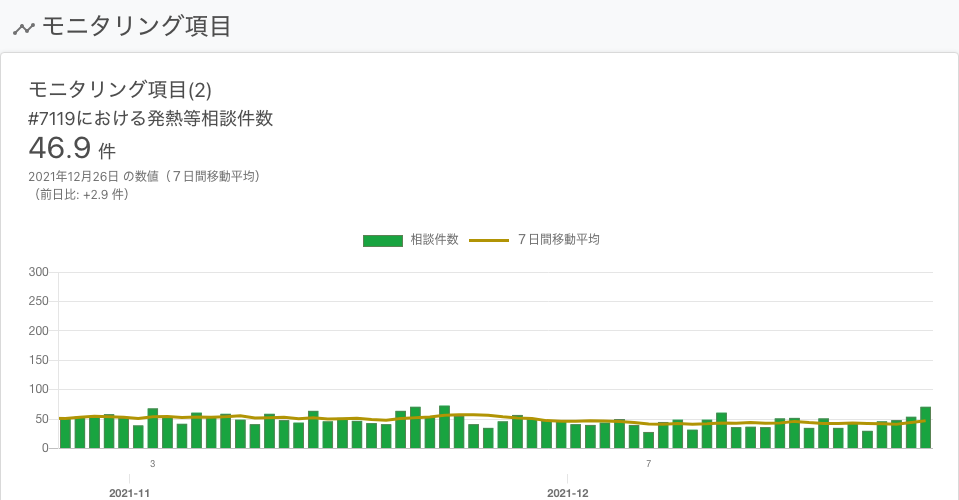 モニタリング項目
モニタリング項目(2)
#7119における発熱等相談件数
46.9 件
2021年12月26日 の数値（７日間移動平均）
（前日比: +2.9 件）
相談件数 ７日間移動平均
300
250
200
150
100
50
0
3 7
2021-11 2021-12